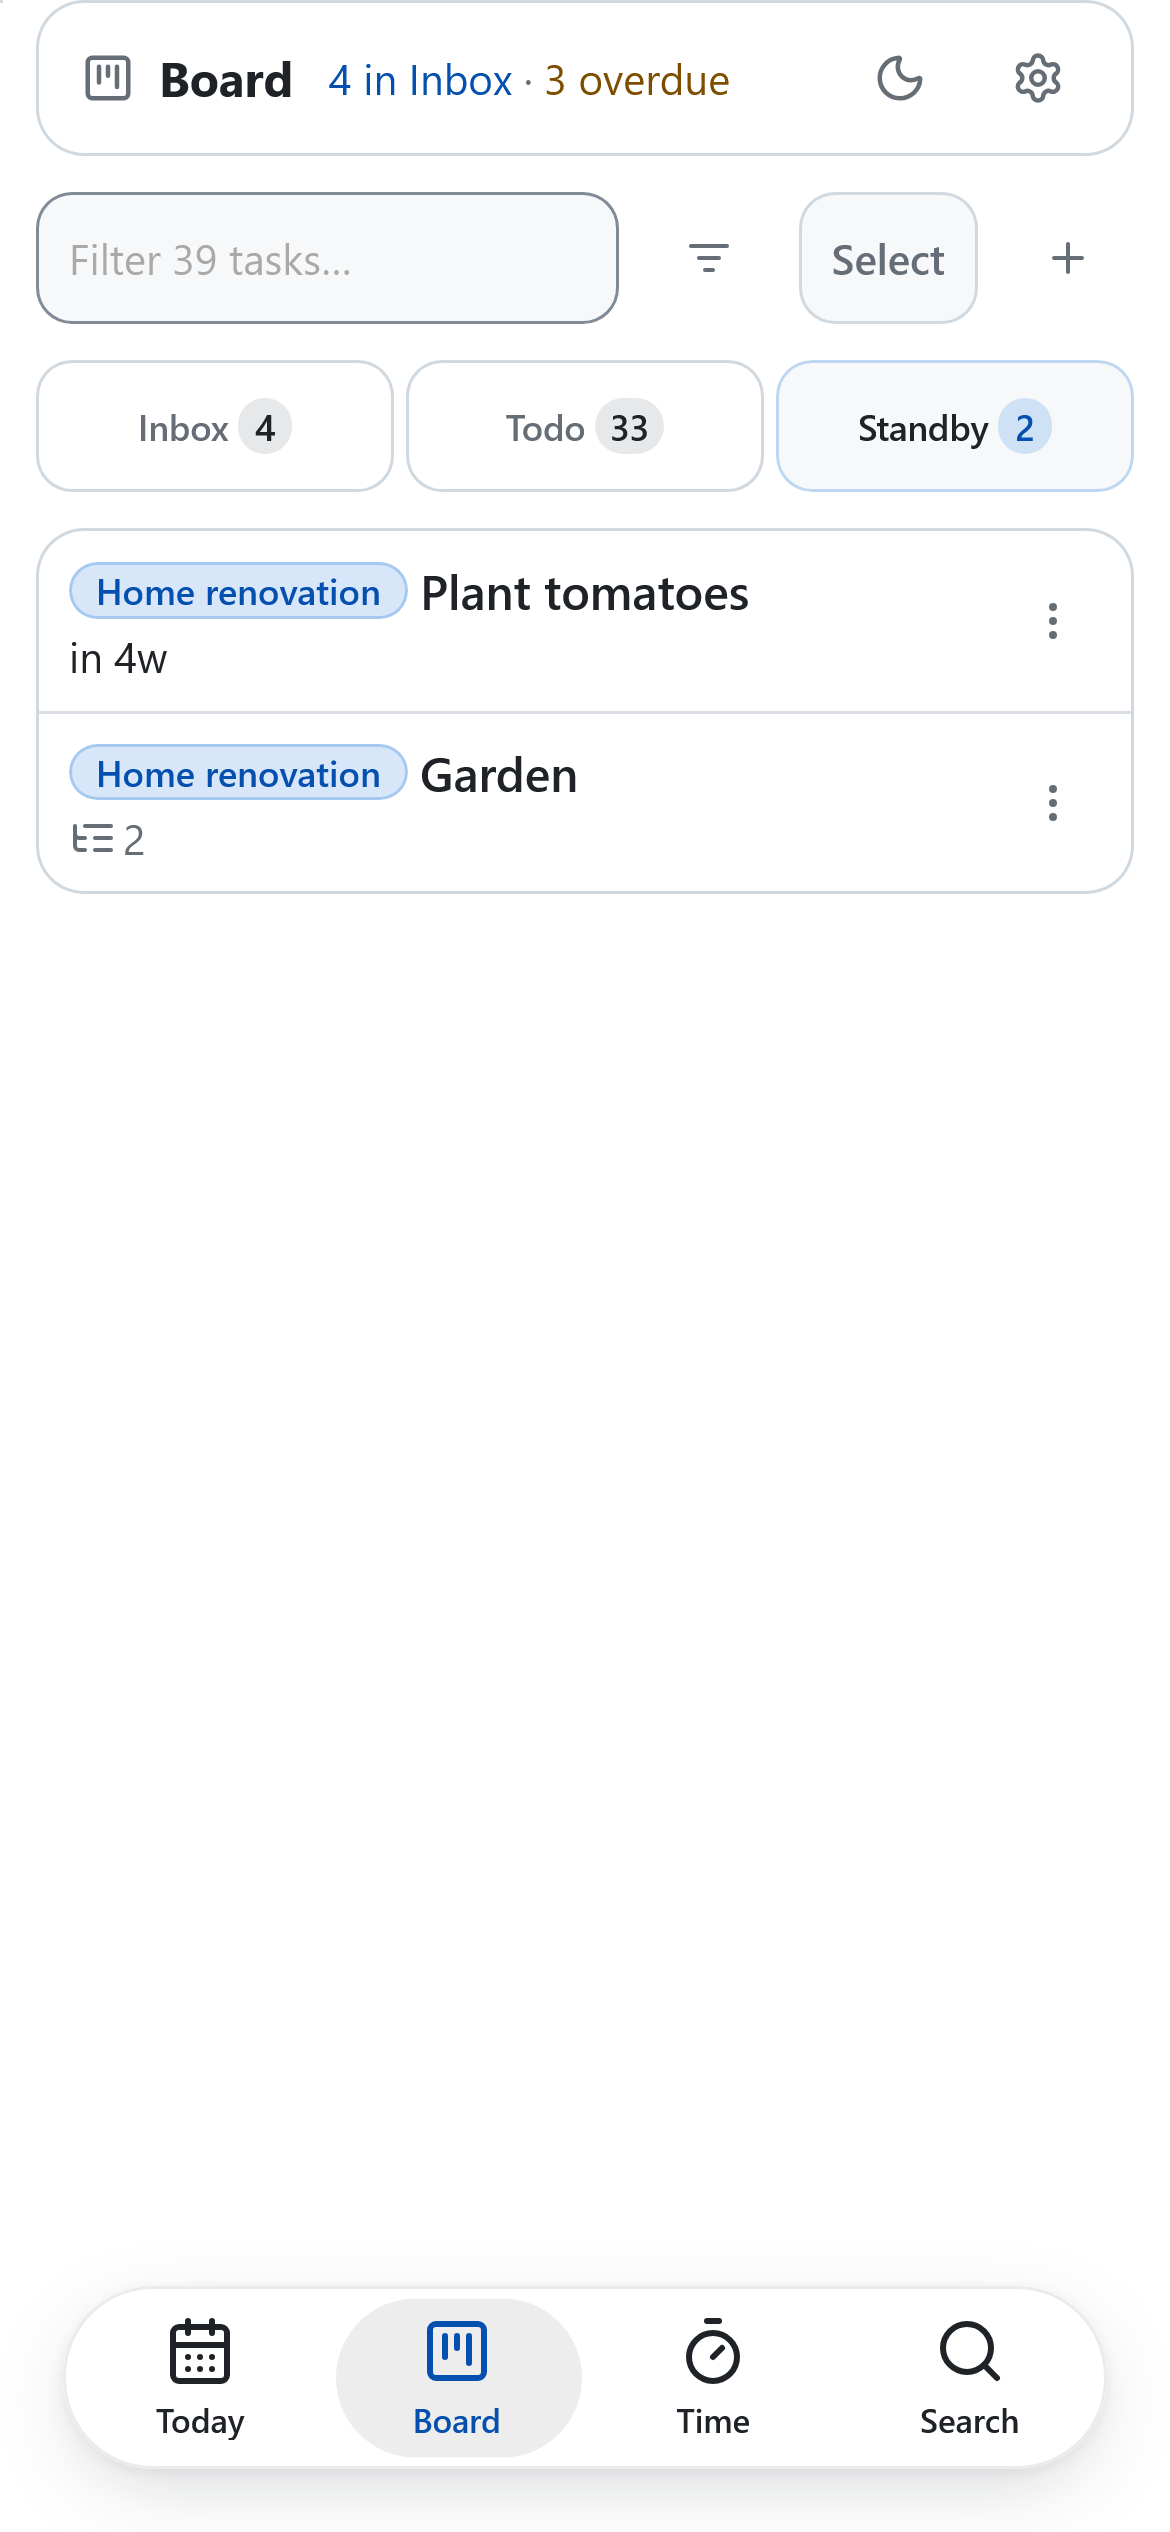 Board 4 in Inbox · 3 overdue
Filter 39 tasks...
Select
Inbox 4
Todo 33
Standby 2
Home renovation Plant tomatoes
in 4w
Home renovation Garden
2
Today
Board
Time
Search